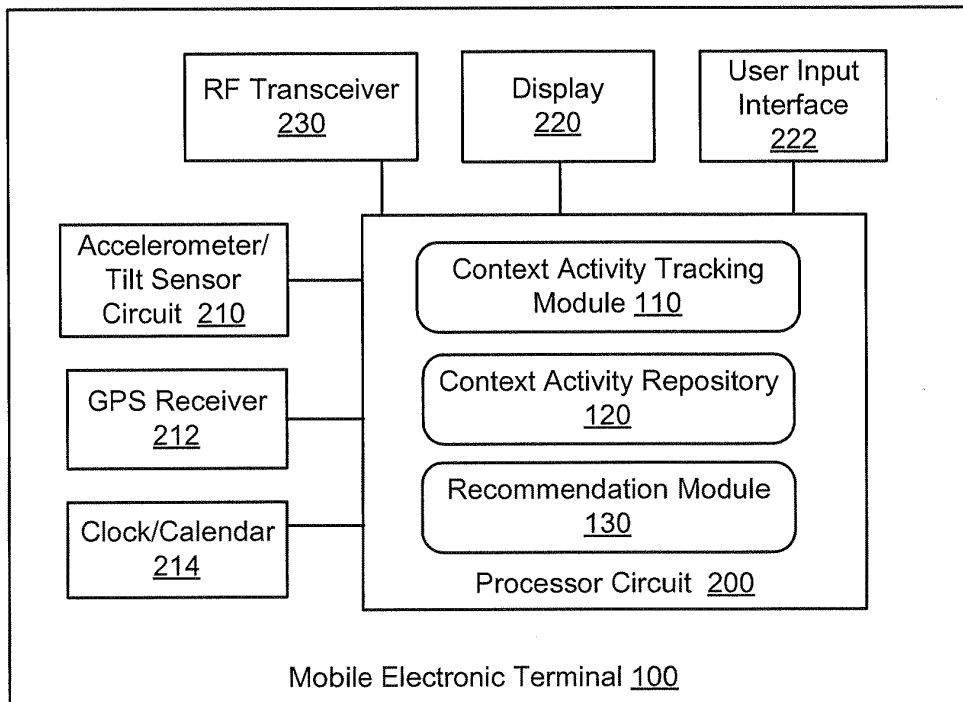 RF Transceiver
230
Display
220
User Input
Interface
222
Accelerometer/
Tilt Sensor
Circuit 210
GPS Receiver
212
Clock/Calendar
214
Context Activity Tracking
Module 110
Context Activity Repository
120
Recommendation Module
130
Processor Circuit 200
Mobile Electronic Terminal 100